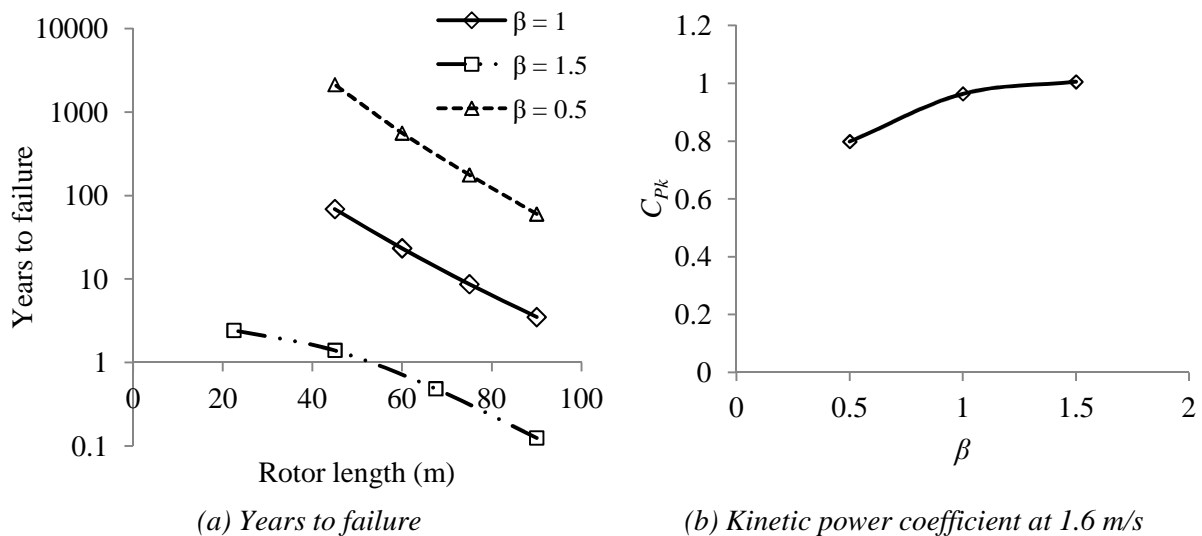 10000
1000
100
10
1
0.1
Years to failure
0 20 40 60 80 100
Rotor length (m)
β = 1
β = 1.5
β = 0.5
(a) Years to failure
1.2
1
0.8
0.6
0.4
0.2
0
C_Pk
0 0.5 1 1.5 2
β
(b) Kinetic power coefficient at 1.6 m/s